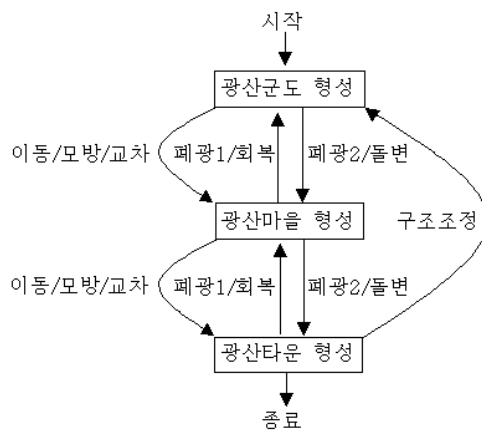 시작
광산군도 형성
이동/모방/교차 폐광1/회복 폐광2/돌변
광산마을 형성
구조조정
이동/모방/교차 폐광1/회복 폐광2/돌변
광산타운 형성
종료